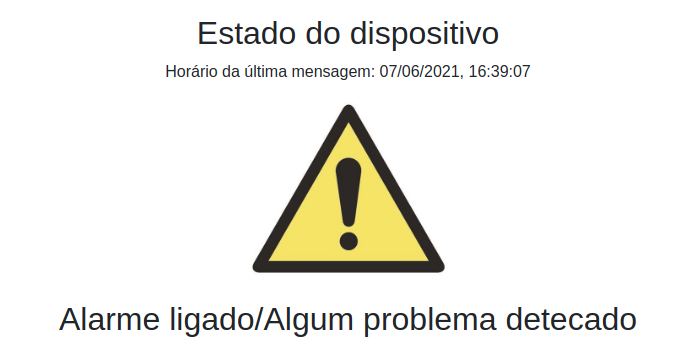 Estado do dispositivo
Horário da última mensagem: 07/06/2021, 16:39:07
Alarme ligado/Algum problema detecado